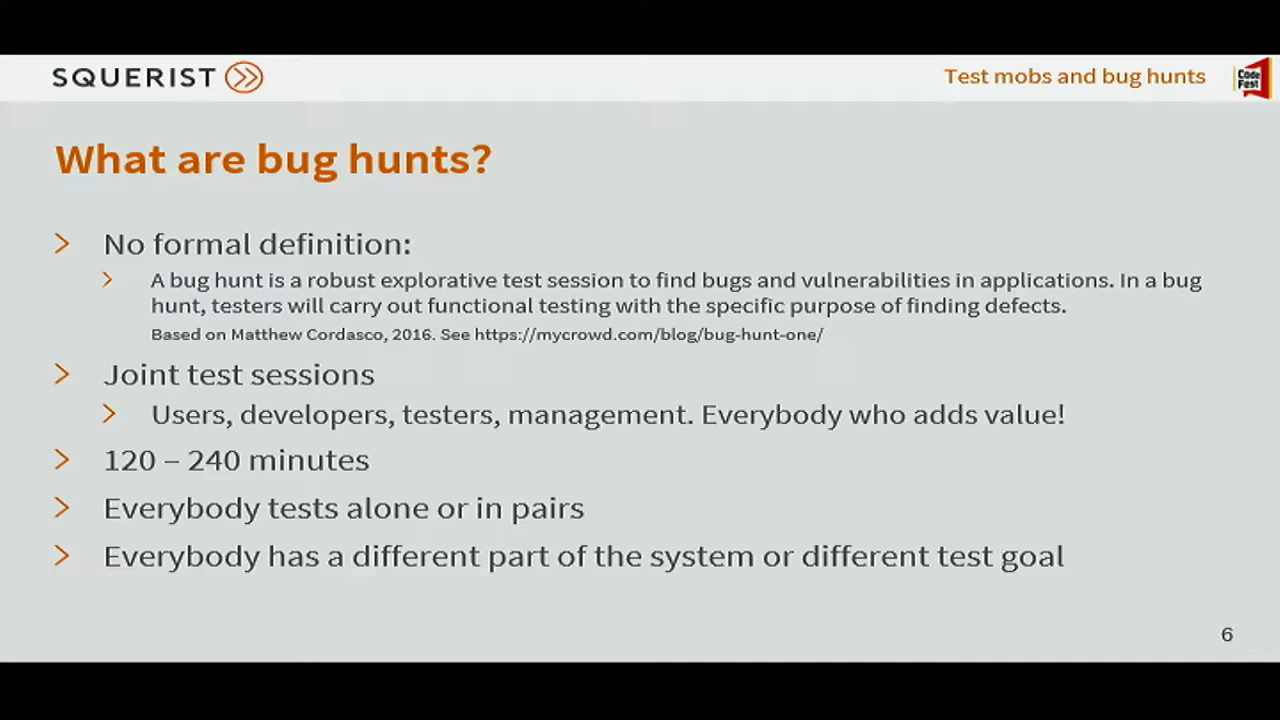 SQUERIST
Test mobs and bug hunts
Code
Fest
What are bug hunts?
No formal definition:
A bug hunt is a robust explorative test session to find bugs and vulnerabilities in applications. In a bug
hunt, testers will carry out functional testing with the specific purpose of finding defects.
Based on Matthew Cordasco, 2016. See https://mycrowd.com/blog/bug-hunt-one/
Joint test sessions
Users, developers, testers, management. Everybody who adds value!
120 – 240 minutes
Everybody tests alone or in pairs
Everybody has a different part of the system or different test goal
6